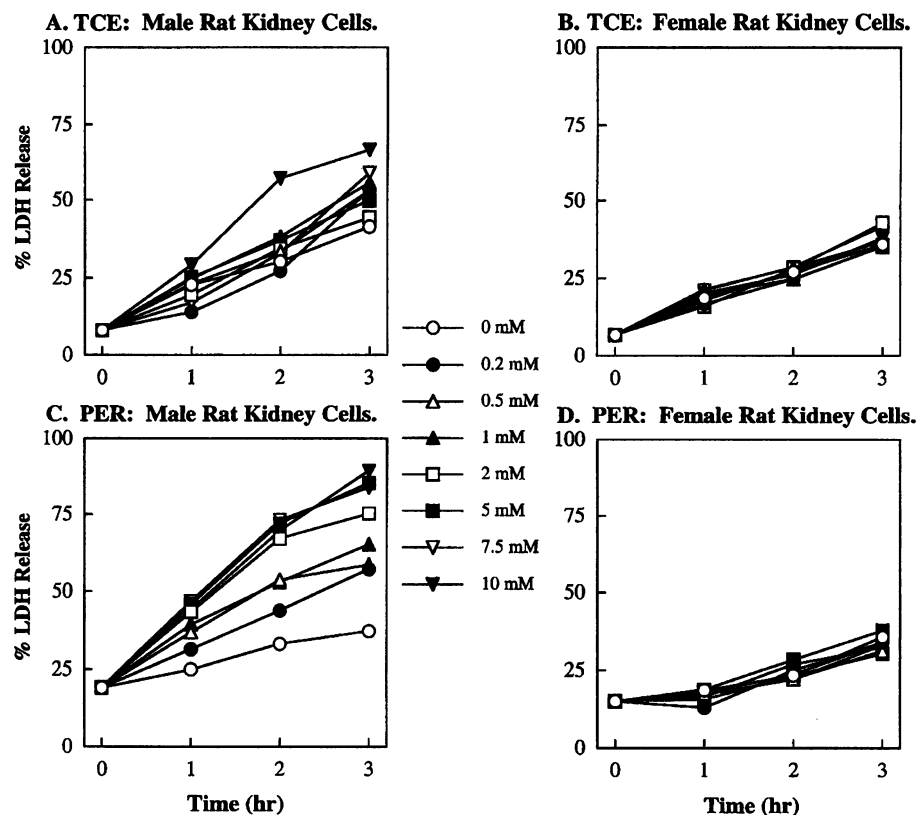 A. TCE: Male Rat Kidney Cells.
100
75
50
25
0
% LDH Release
0 1 2 3
B. TCE: Female Rat Kidney Cells.
100
75
50
25
0
0 1 2 3
0 mM
0.2 mM
0.5 mM
1 mM
2 mM
5 mM
7.5 mM
10 mM
C. PER: Male Rat Kidney Cells.
100
75
50
25
0
% LDH Release
0 1 2 3
Time (hr)
D. PER: Female Rat Kidney Cells.
100
75
50
25
0
0 1 2 3
Time (hr)